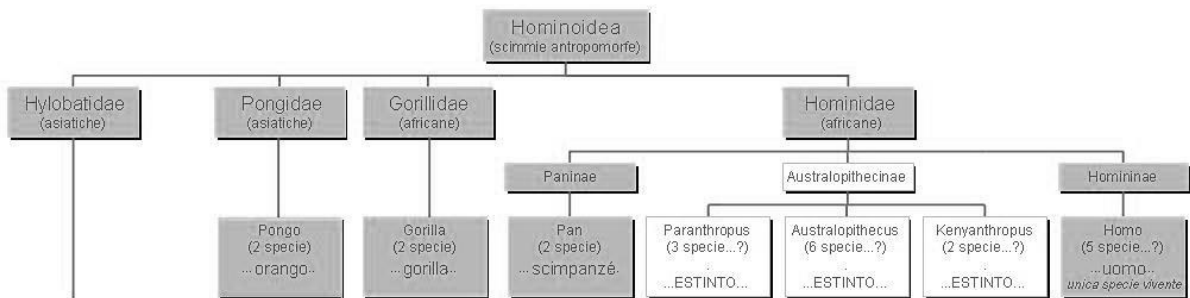 Hominoidea
(scimmie antropomorfe)
Hylobatidae
(asiatiche)
Pongidae
(asiatiche)
Gorillidae
(africane)
Hominidae
(africane)
Paninae
Australopithecinae
Homininae
Pongo
(2 specie)
...orango..
Gorilla
(2 specie)
...gorilla..
Pan
(2 specie)
...scimpanzé.
Paranthropus
(3 specie...?)
.
...ESTINTO...
Australopithecus
(6 specie...?)
.
...ESTINTO...
Kenyanthropus
(2 specie...?)
.
...ESTINTO...
Homo
(5 specie...?)
...uomo...
unica specie vivente